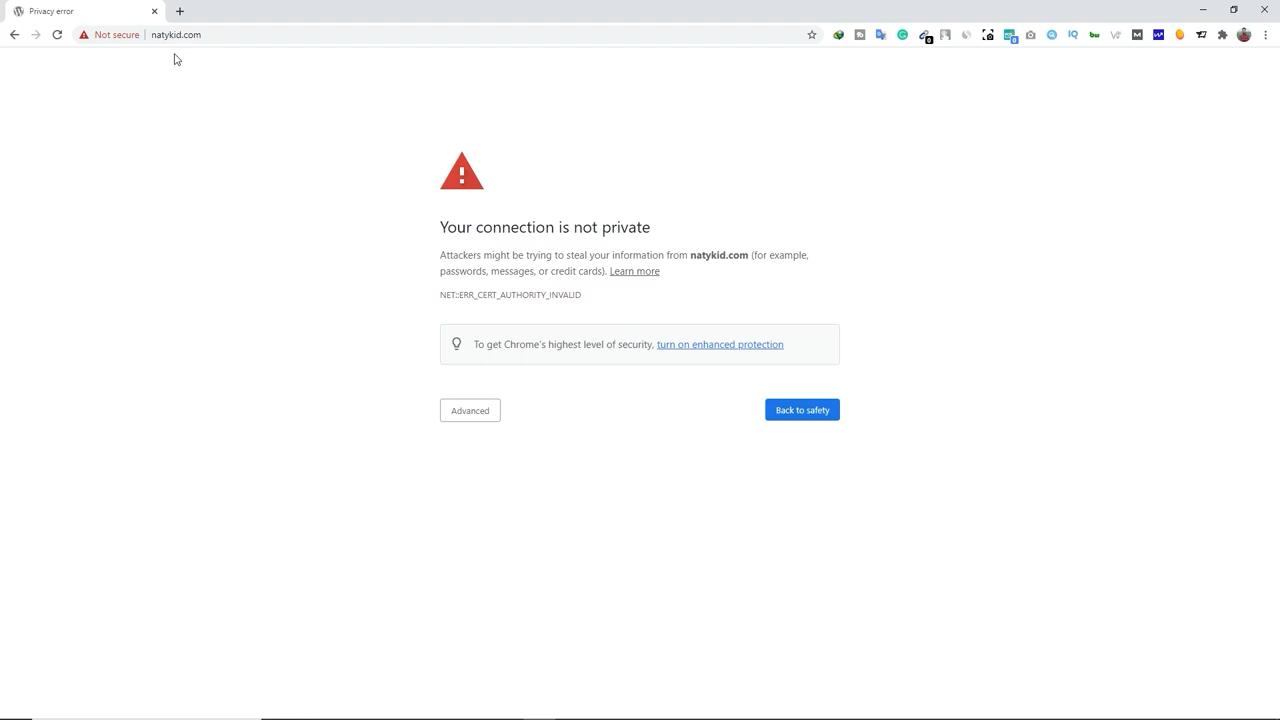 Privacy error
Not secure
natykid.com
Your connection is not private
Attackers might be trying to steal your information from natykid.com (for example,
passwords, messages, or credit cards). Learn more
NET::ERR_CERT_AUTHORITY_INVALID
To get Chrome's highest level of security, turn on enhanced protection
Advanced
Back to safety